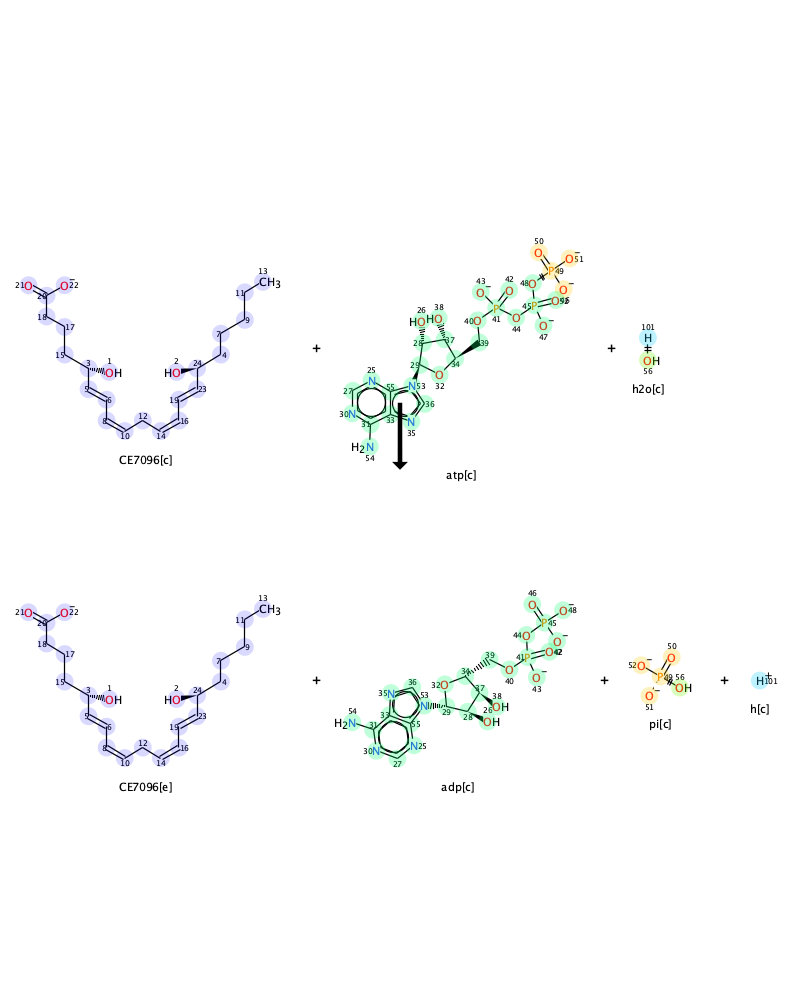 13
CH3
11
9
7
4
24
2
HO
23
19
16
14
12
10
8
6
5
3
1
OH
15
17
18
20
21 O
O− 22
CE7096[c]
+
50
O
O− 51
P 49
O−
48 O
P 45
O
O− 47
44 O
43 O−
42 O
P 41
40 O
39
38 HO
26 HO
37
28
34
O 32
29
N 53
55
N 25
27
30 N
31
33
36
N 35
H2N 54
atp[c]
+
101
H
+
OH
56
h2o[c]
13
CH3
11
9
7
4
24
2
HO
23
19
16
14
12
10
8
6
5
3
1
OH
15
17
18
20
21 O
O− 22
CE7096[e]
+
46
O
O− 48
P 45
O−
44 O
41 P
O 42
O− 43
O 40
39
34
32 O
37
38 OH
26 OH
28
29
53 N
36
35 N
33
55
31
54 H2N
30 N
27
N 25
adp[c]
+
50
O
52 O−
P 49
56 OH
O−
51
pi[c]
+
H+ 101
h[c]